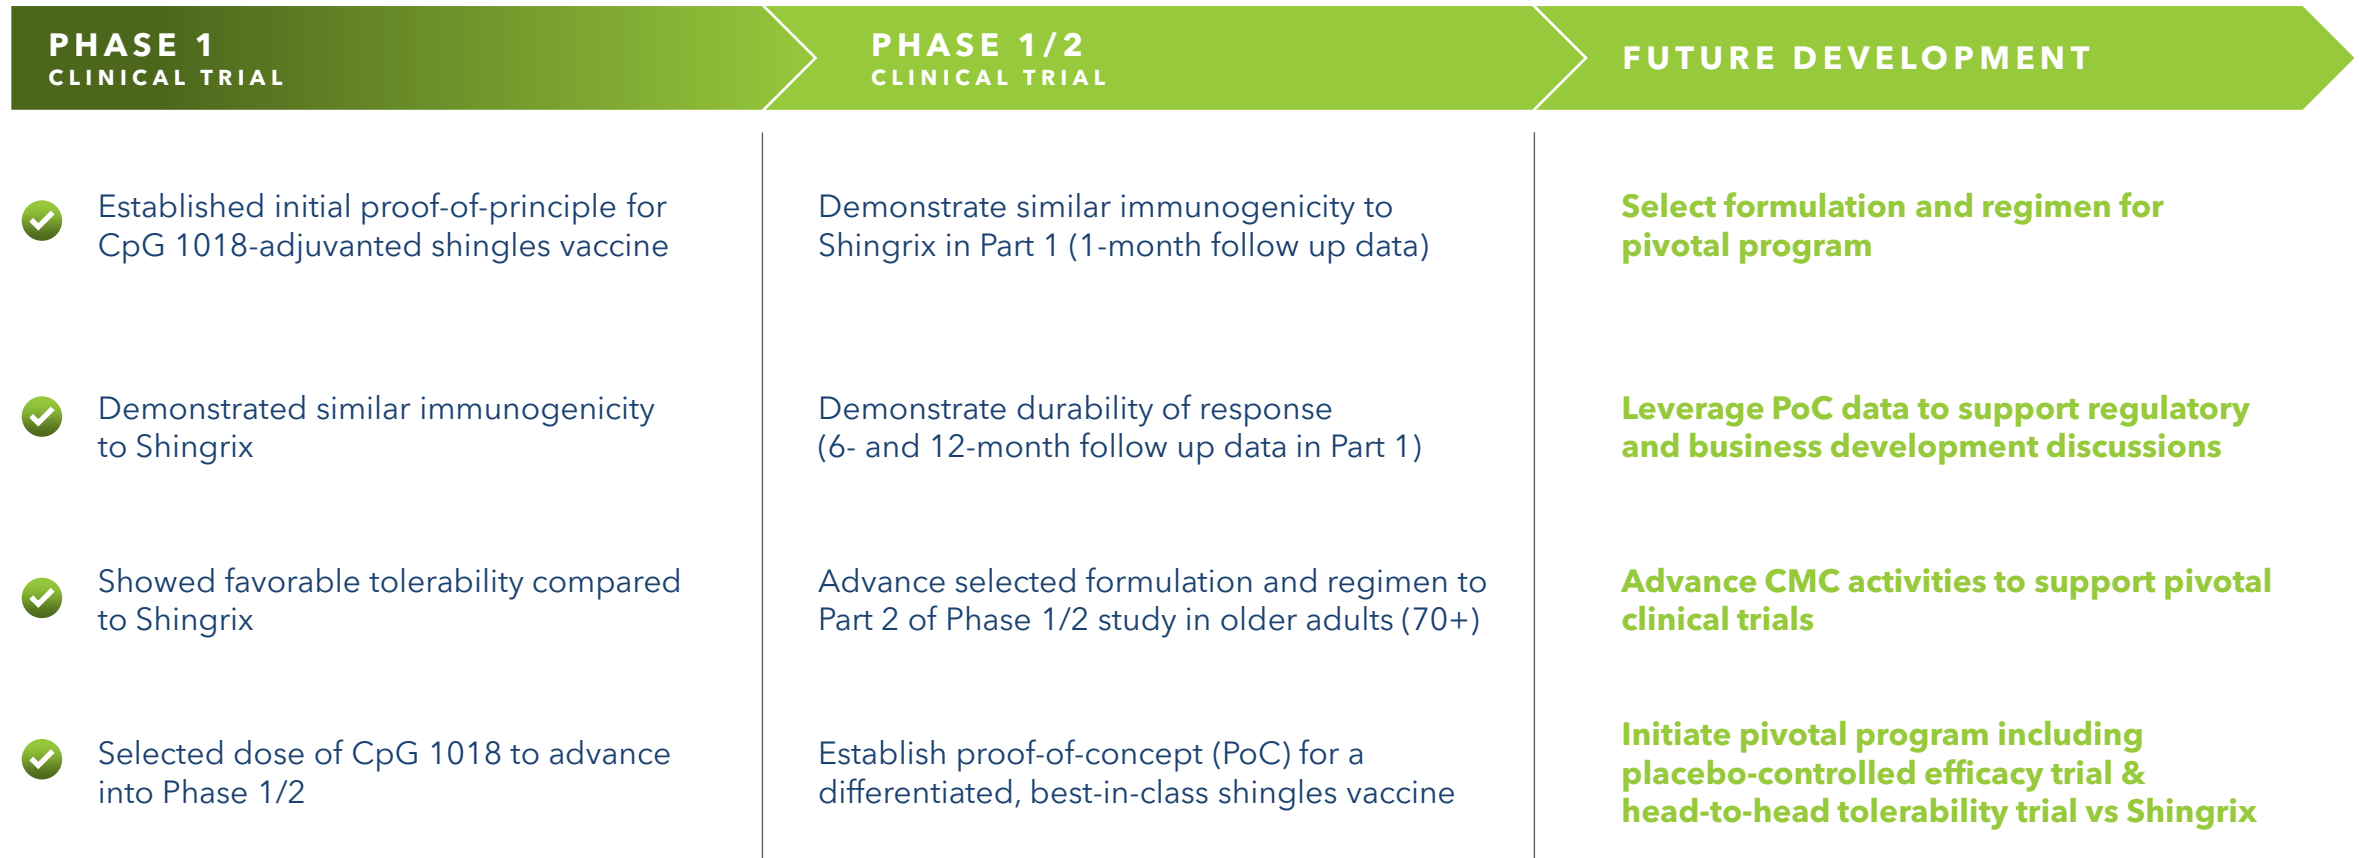 PHASE 1
CLINICAL TRIAL
PHASE 1/2
CLINICAL TRIAL
FUTURE DEVELOPMENT
Established initial proof-of-principle for
CpG 1018-adjuvanted shingles vaccine
Demonstrated similar immunogenicity
to Shingrix
Showed favorable tolerability compared
to Shingrix
Selected dose of CpG 1018 to advance
into Phase 1/2
Demonstrate similar immunogenicity to
Shingrix in Part 1 (1-month follow up data)
Demonstrate durability of response
(6- and 12-month follow up data in Part 1)
Advance selected formulation and regimen to
Part 2 of Phase 1/2 study in older adults (70+)
Establish proof-of-concept (PoC) for a
differentiated, best-in-class shingles vaccine
Select formulation and regimen for
pivotal program
Leverage PoC data to support regulatory
and business development discussions
Advance CMC activities to support pivotal
clinical trials
Initiate pivotal program including
placebo-controlled efficacy trial &
head-to-head tolerability trial vs Shingrix